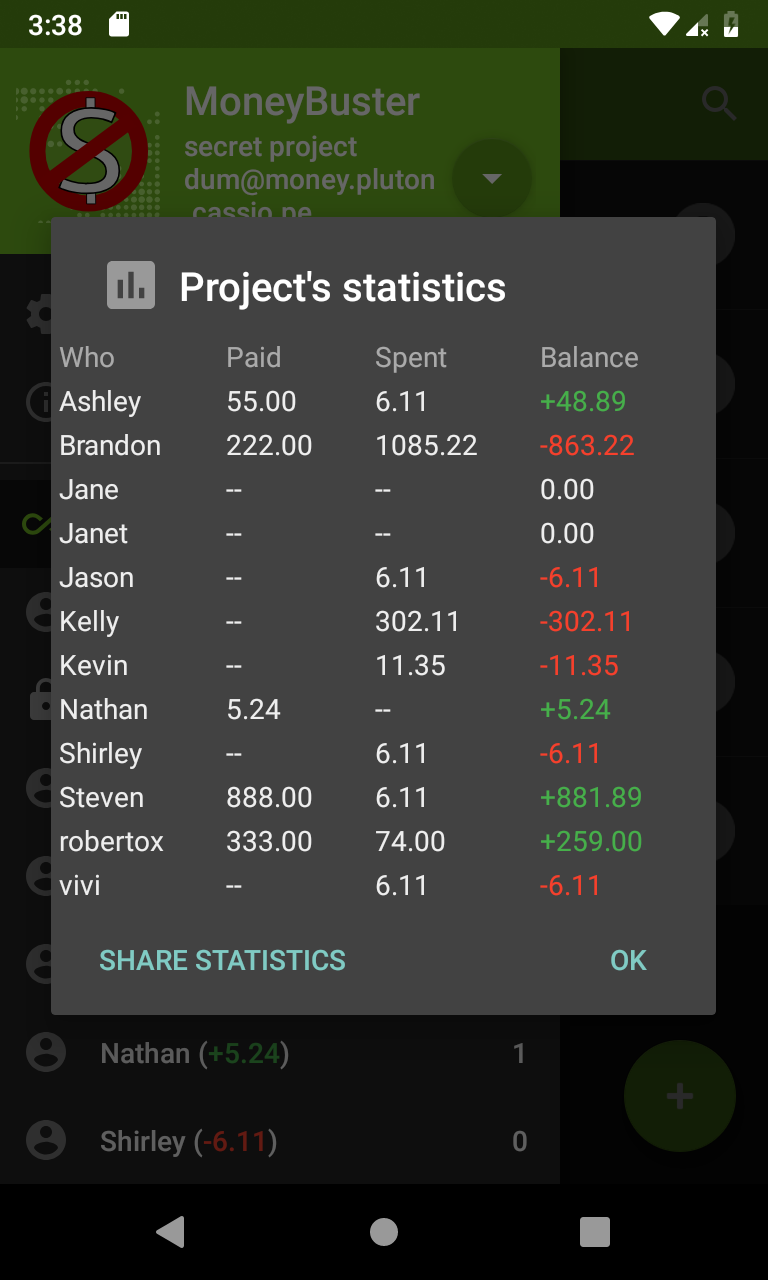 3:38
MoneyBuster
secret project
dum@money.pluton
cassio.pe
Project's statistics
Who Paid Spent Balance
Ashley 55.00 6.11 +48.89
Brandon 222.00 1085.22 -863.22
Jane -- -- 0.00
Janet -- -- 0.00
Jason -- 6.11 -6.11
Kelly -- 302.11 -302.11
Kevin -- 11.35 -11.35
Nathan 5.24 -- +5.24
Shirley -- 6.11 -6.11
Steven 888.00 6.11 +881.89
robertox 333.00 74.00 +259.00
vivi -- 6.11 -6.11
SHARE STATISTICS OK
Nathan (+5.24) 1
Shirley (-6.11) 0